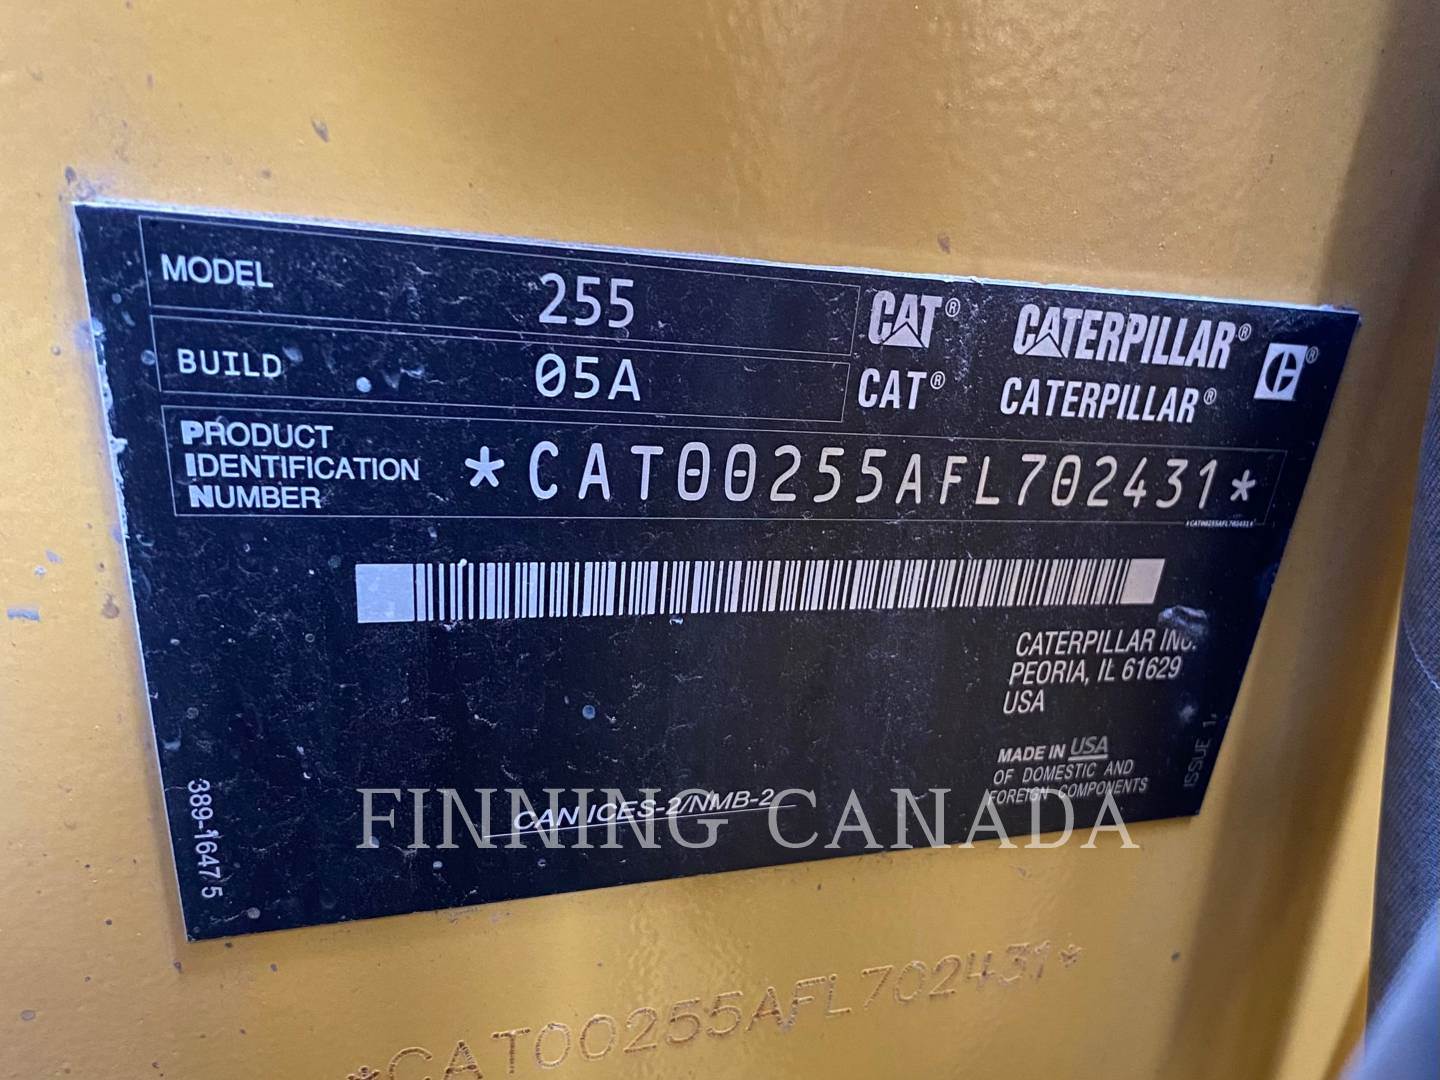 MODEL 255
BUILD 05A
CAT® CATERPILLAR®
CAT® CATERPILLAR®
PRODUCT
IDENTIFICATION
NUMBER
*CAT00255AFL702431*
*CAT00255AFL702431*
CATERPILLAR INC.
PEORIA, IL 61629
USA
MADE IN USA
OF DOMESTIC AND
FOREIGN COMPONENTS
ISSUE 1
CAN ICES-2/NMB-2
389-1647 5
FINNING CANADA
*CAT00255AFL702431*